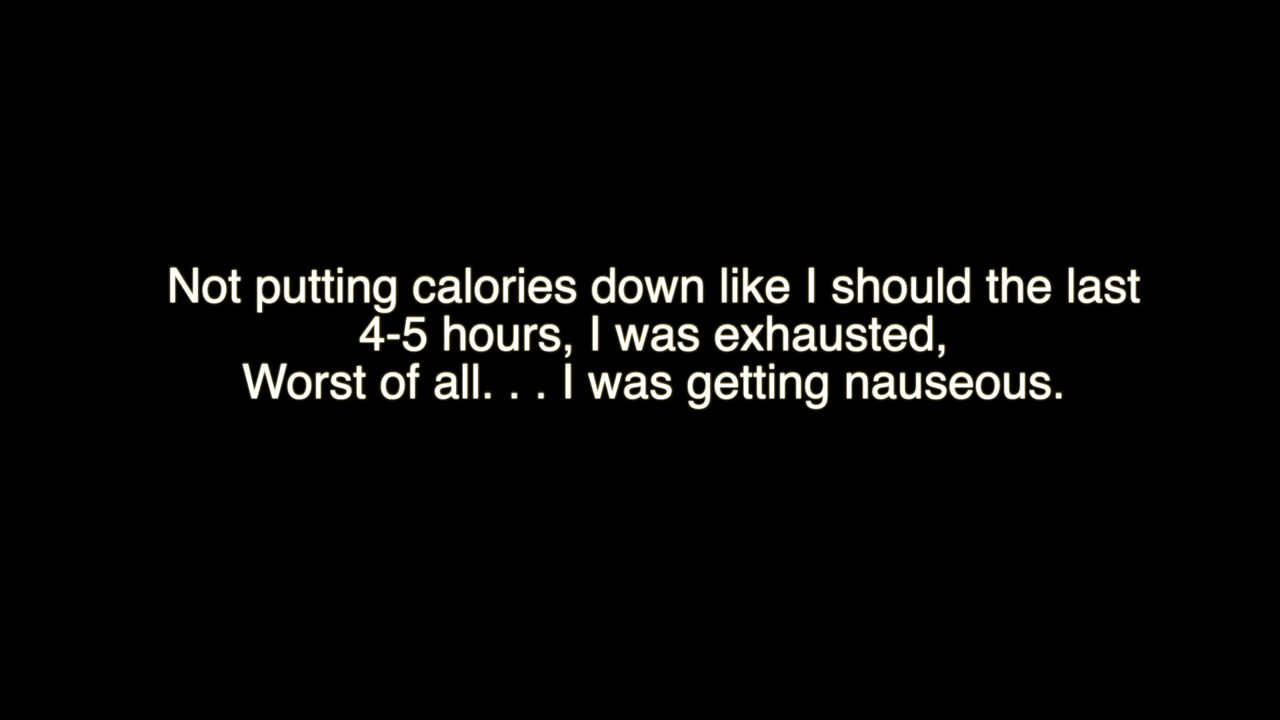 Not putting calories down like I should the last
4-5 hours, I was exhausted,
Worst of all. . . I was getting nauseous.